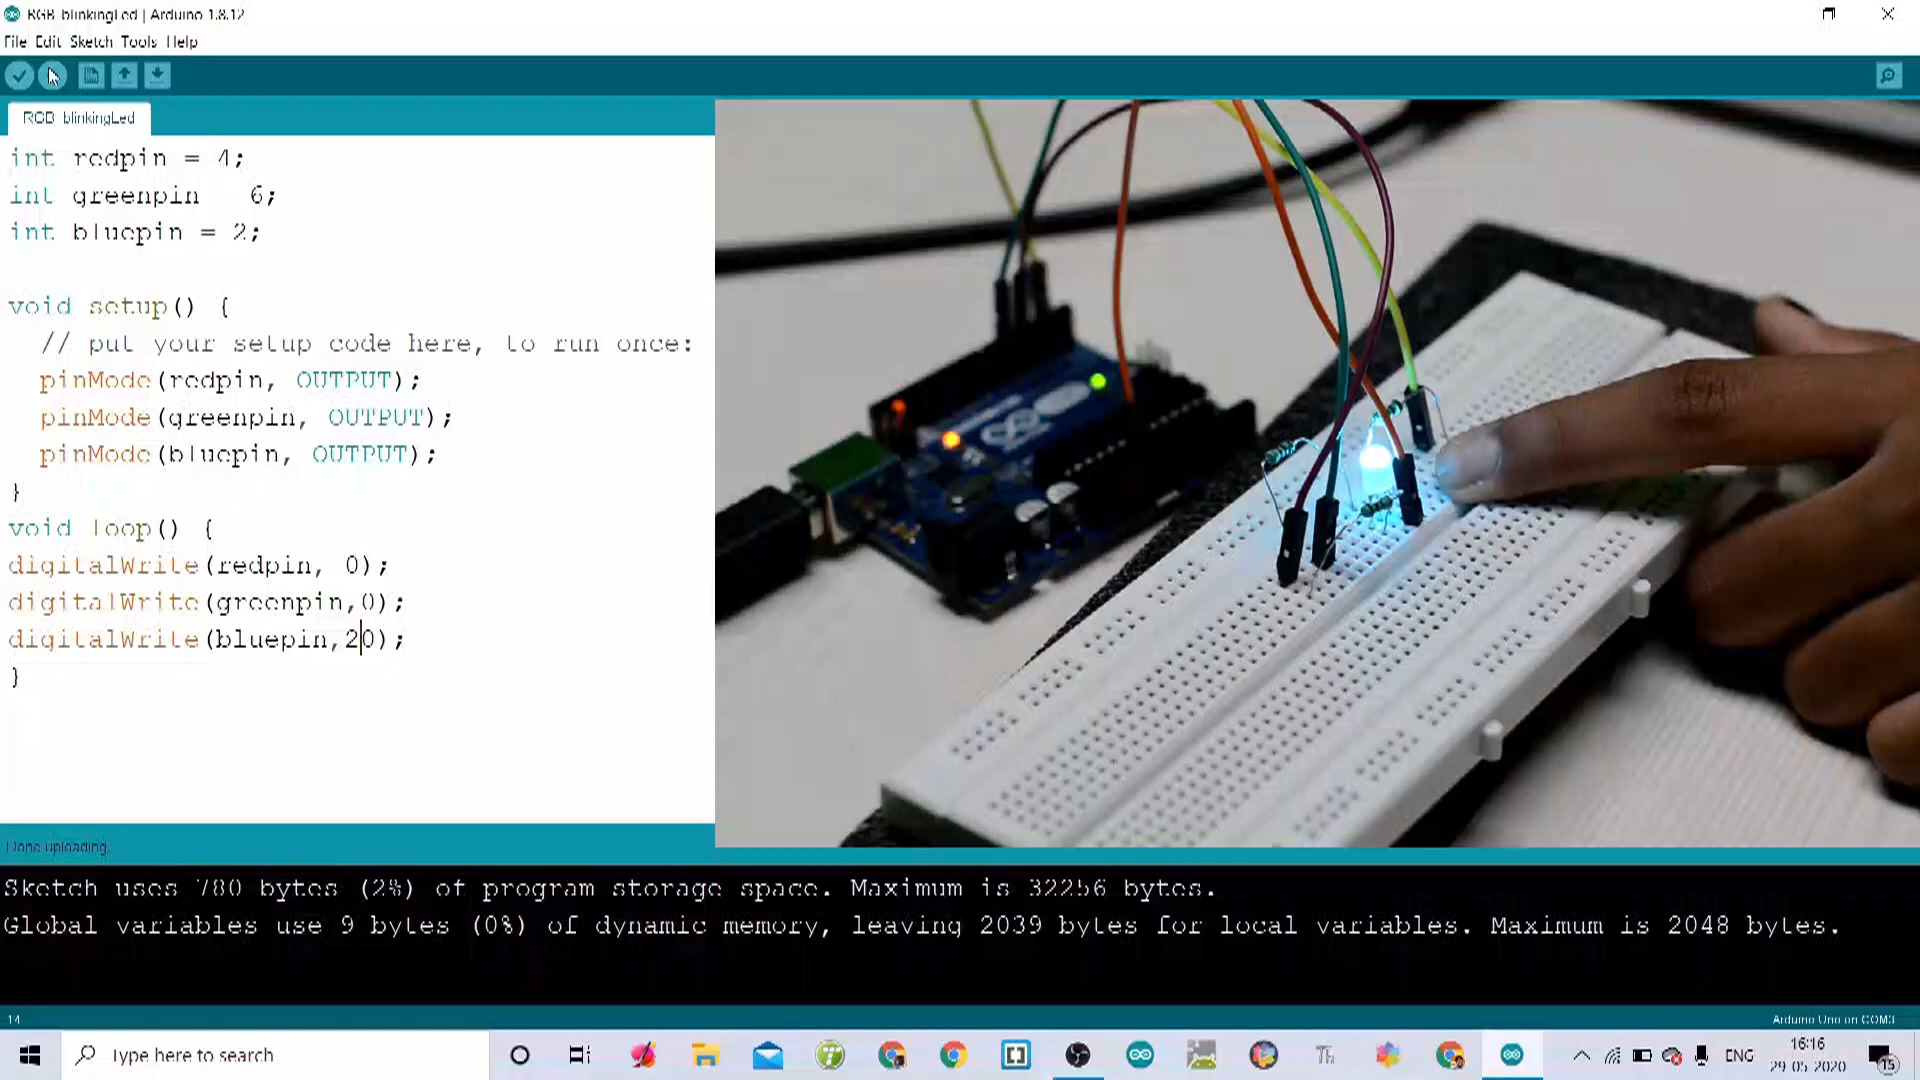 RGB_blinkingLed | Arduino 1.8.12
File Edit Sketch Tools Help
RGB_blinkingLed
int redpin = 4;
int greenpin 6;
int bluepin = 2;
void setup() {
// put your setup code here, to run once:
pinMode(redpin, OUTPUT);
pinMode(greenpin, OUTPUT);
pinMode(bluepin, OUTPUT);
}
void loop() {
digitalWrite(redpin, 0);
digitalWrite(greenpin,0);
digitalWrite(bluepin,20);
}
Done uploading.
Sketch uses 780 bytes (2%) of program storage space. Maximum is 32256 bytes.
Global variables use 9 bytes (0%) of dynamic memory, leaving 2039 bytes for local variables. Maximum is 2048 bytes.
14
Arduino Uno on COM3
Type here to search
Th
ENG
16:16
29-05-2020
15